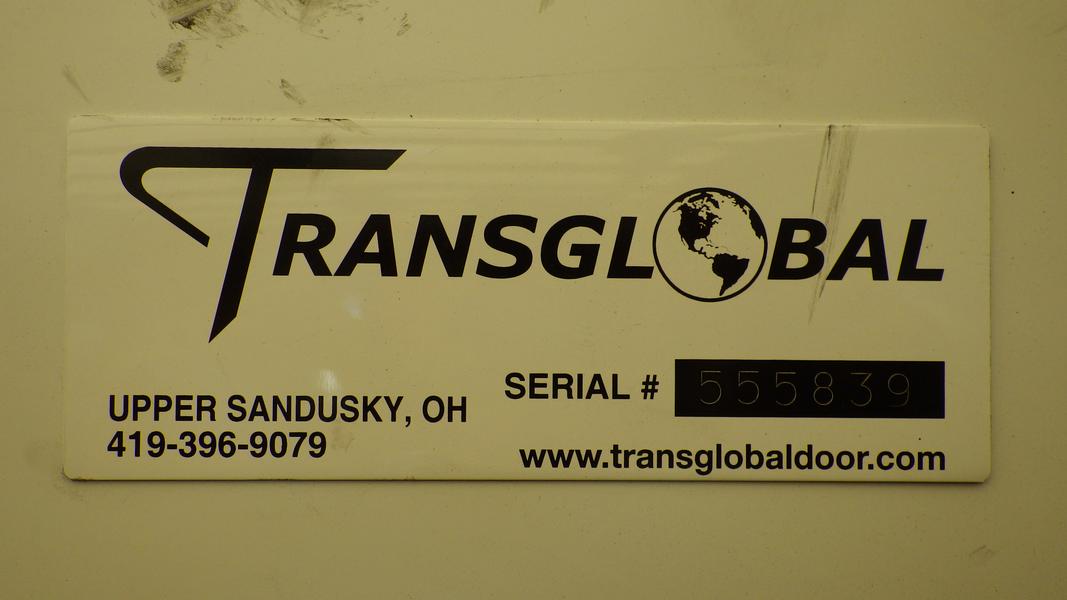 TRANSGLOBAL
SERIAL # 555839
UPPER SANDUSKY, OH
419-396-9079
www.transglobaldoor.com